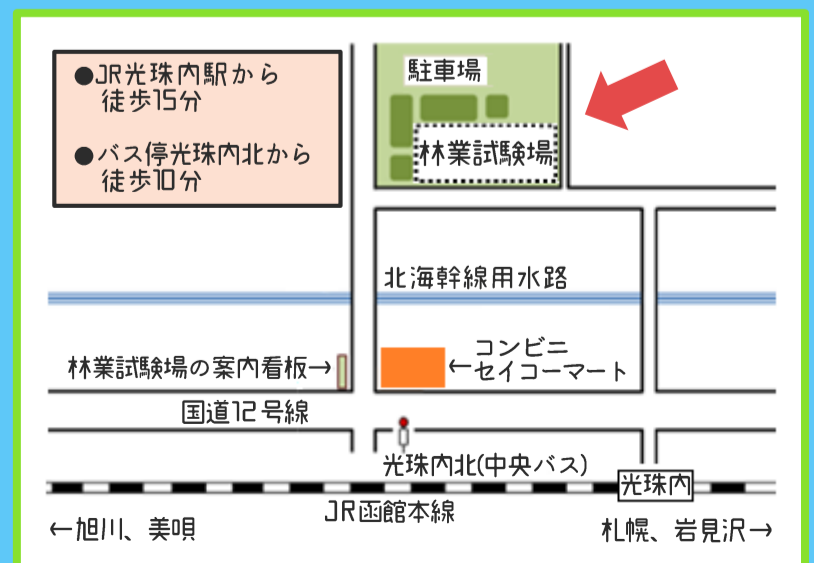 ●JR光珠内駅から
徒歩15分
●バス停光珠内北から
徒歩10分
駐車場
林業試験場
北海幹線用水路
コンビニ
←セイコーマート
林業試験場の案内看板→
国道12号線
光珠内北(中央バス)
光珠内
JR函館本線
←旭川、美唄
札幌、岩見沢→